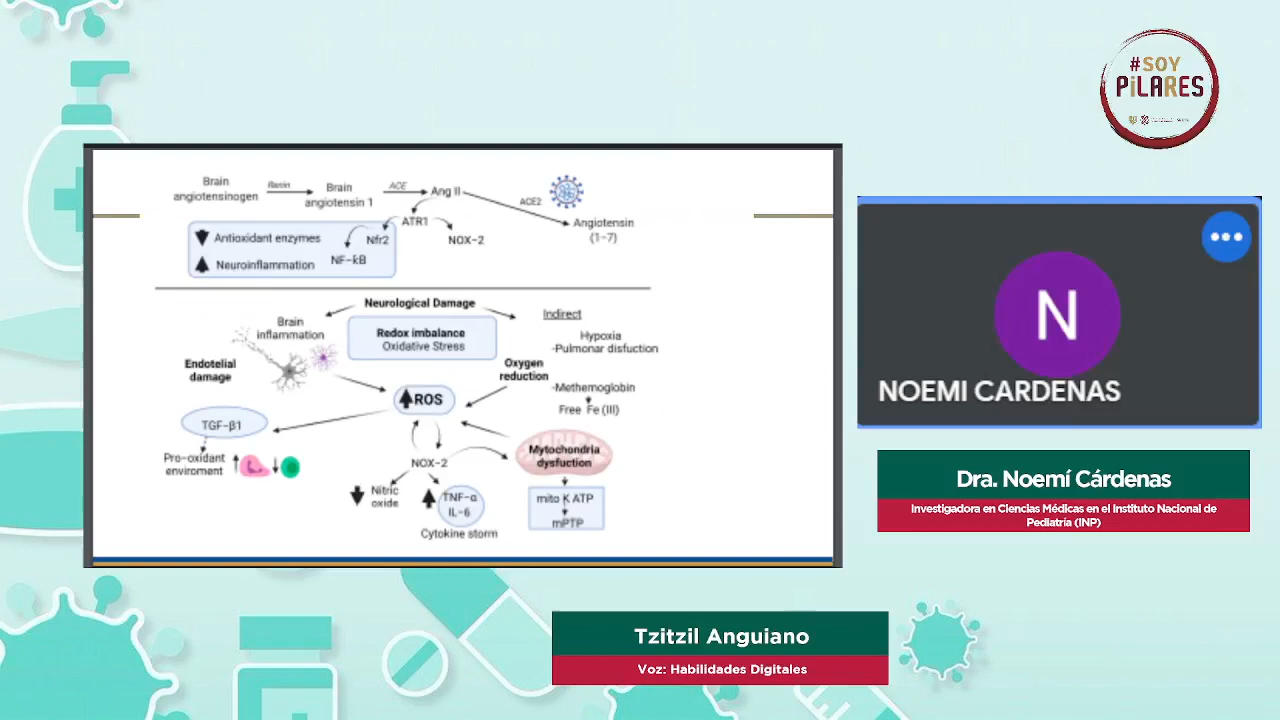 #SOY
PiLARES
Brain
angiotensinogen
Renin
Brain
angiotensin 1
ACE
Ang II
ACE2
Angiotensin
(1-7)
ATR1
Nfr2
NOX-2
NF-kB
Antioxidant enzymes
Neuroinflammation
Neurological Damage
Redox imbalance
Oxidative Stress
Brain
inflammation
Endotelial
damage
Indirect
Hypoxia
-Pulmonar disfuction
Oxygen
reduction
-Methemoglobin
Free Fe (III)
ROS
TGF-β1
Pro-oxidant
enviroment
NOX-2
Nitric
oxide
TNF-α
IL-6
Cytokine storm
Mytochondria
dysfuction
mito K ATP
mPTP
N
NOEMI CARDENAS
Dra. Noemí Cárdenas
Investigadora en Ciencias Médicas en el Instituto Nacional de
Pediatría (INP)
Tzitzil Anguiano
Voz: Habilidades Digitales